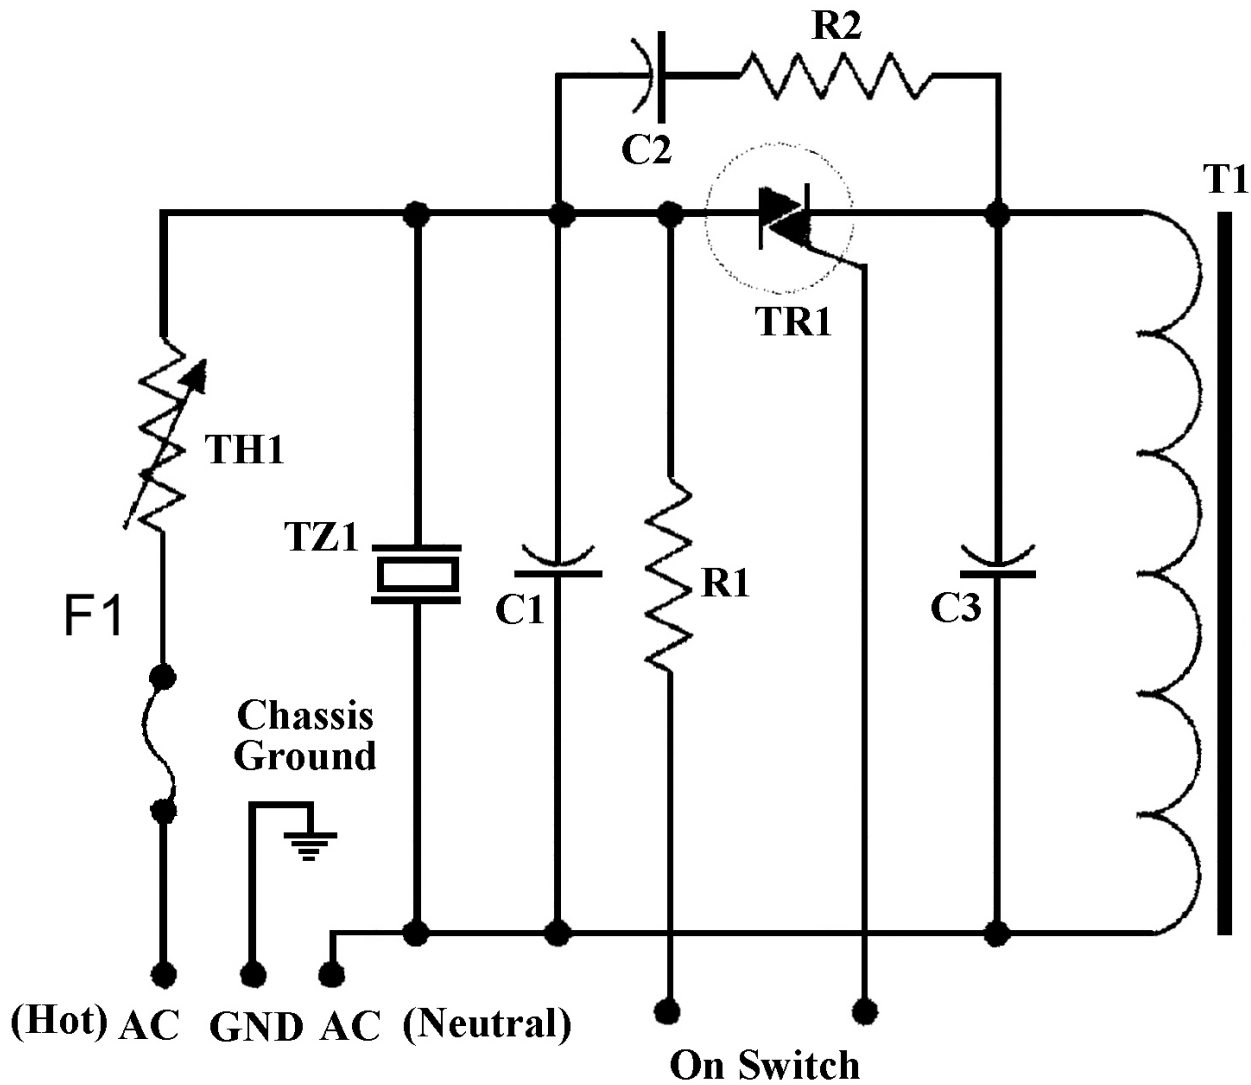 R2
C2
T1
TR1
TH1
TZ1
R1
C1
C3
F1
Chassis
Ground
(Hot) AC GND AC (Neutral)
On Switch